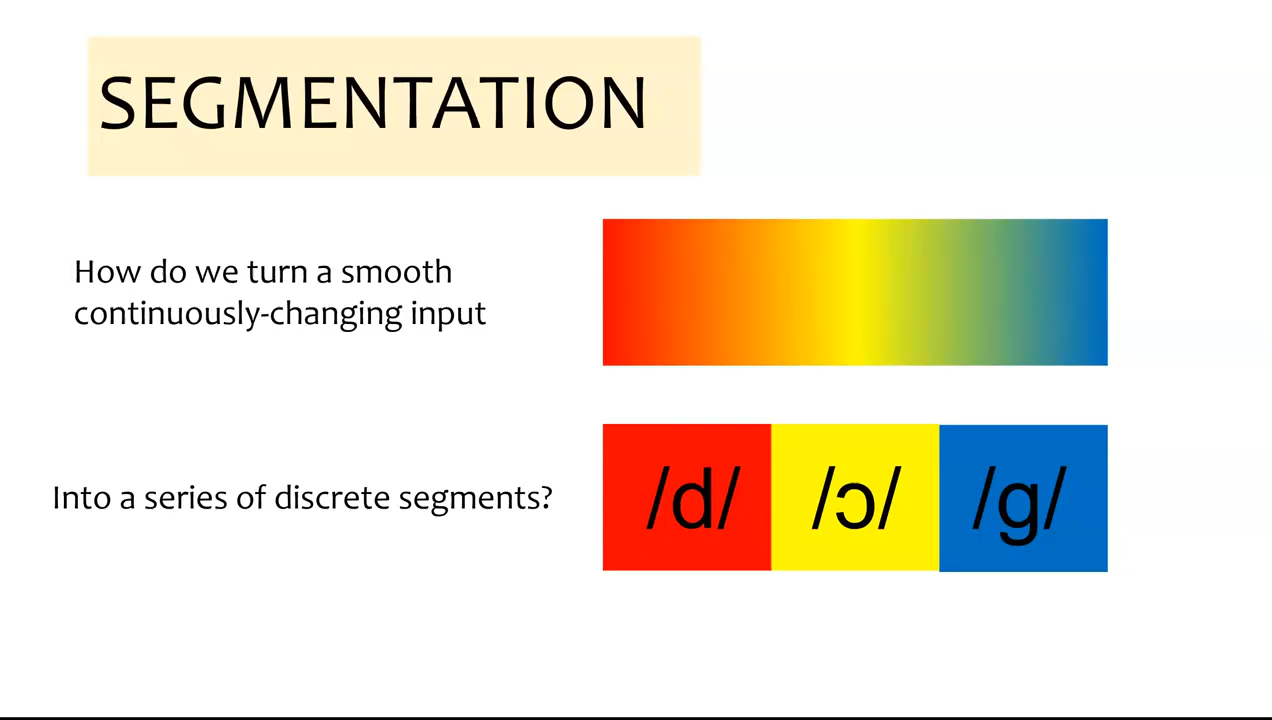 SEGMENTATION
How do we turn a smooth
continuously-changing input
Into a series of discrete segments?
/d/ /ɔ/ /g/